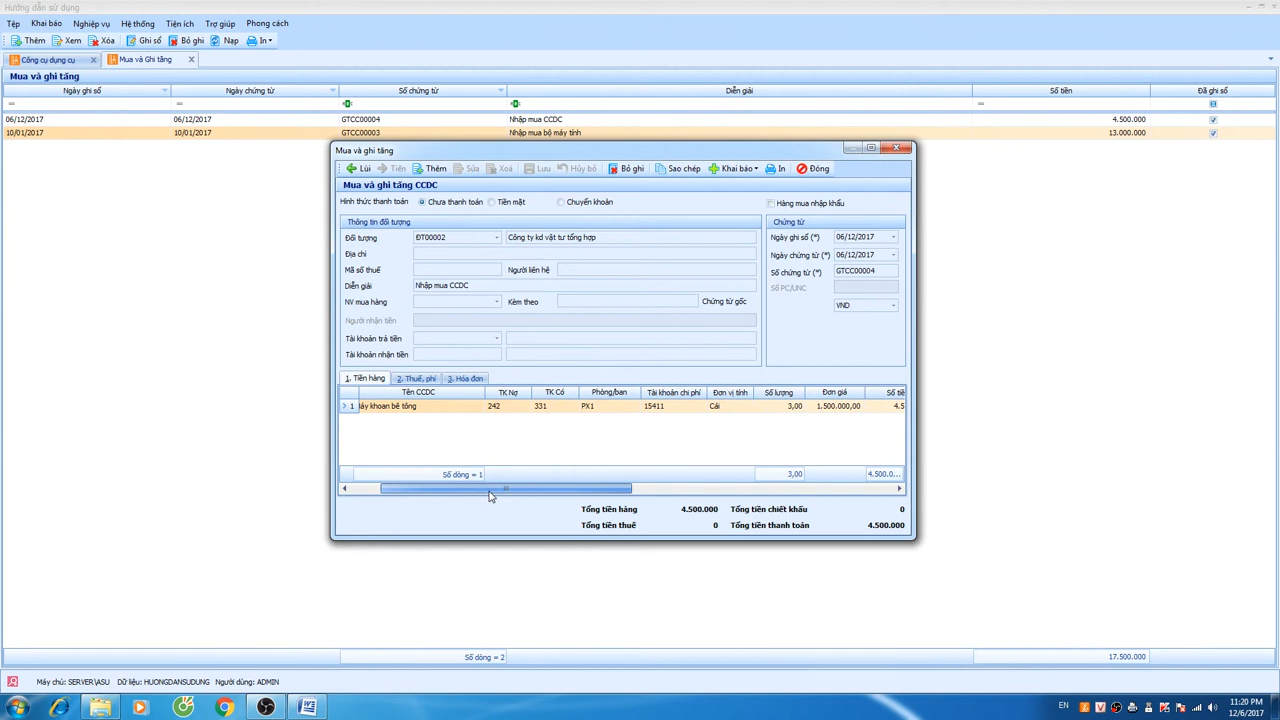 Hướng dẫn sử dụng
Tệp Khai báo Nghiệp vụ Hệ thống Tiện ích Trợ giúp Phong cách
Thêm Xem Xóa Ghi sổ Bỏ ghi Nạp In
Công cụ dụng cụ Mua và Ghi tăng
Mua và ghi tăng
Ngày ghi sổ Ngày chứng từ Số chứng từ Diễn giải Số tiền Đã ghi sổ
= = =
06/12/2017 06/12/2017 GTCC00004 Nhập mua CCDC 4.500.000
10/01/2017 10/01/2017 GTCC00003 Nhập mua bộ máy tính 13.000.000
Mua và ghi tăng
Lùi Tiến Thêm Sửa Xoá Lưu Hủy bỏ Bỏ ghi Sao chép Khai báo In Đóng
Mua và ghi tăng CCDC
Hình thức thanh toán Chưa thanh toán Tiền mặt Chuyển khoản Hàng mua nhập khẩu
Thông tin đối tượng Chứng từ
Đối tượng ĐT00002 Công ty kd vật tư tổng hợp Ngày ghi sổ (*) 06/12/2017
Địa chỉ Ngày chứng từ (*) 06/12/2017
Mã số thuế Người liên hệ Số chứng từ (*) GTCC00004
Diễn giải Nhập mua CCDC Số PC/UNC
NV mua hàng Kèm theo Chứng từ gốc VND
Người nhận tiền
Tài khoản trả tiền
Tài khoản nhận tiền
1. Tiền hàng 2. Thuế, phí 3. Hóa đơn
Tên CCDC TK Nợ TK Có Phòng/ban Tài khoản chi phí Đơn vị tính Số lượng Đơn giá Số tiề
1 áy khoan bê tông 242 331 PX1 15411 Cái 3,00 1.500.000,00 4.5
Số dòng = 1 3,00 4.500.0...
Tổng tiền hàng 4.500.000 Tổng tiền chiết khấu 0
Tổng tiền thuế 0 Tổng tiền thanh toán 4.500.000
Số dòng = 2 17.500.000
Máy chủ: SERVER\ASU Dữ liệu: HUONGDANSUDUNG Người dùng: ADMIN
EN 11:20 PM
12/6/2017